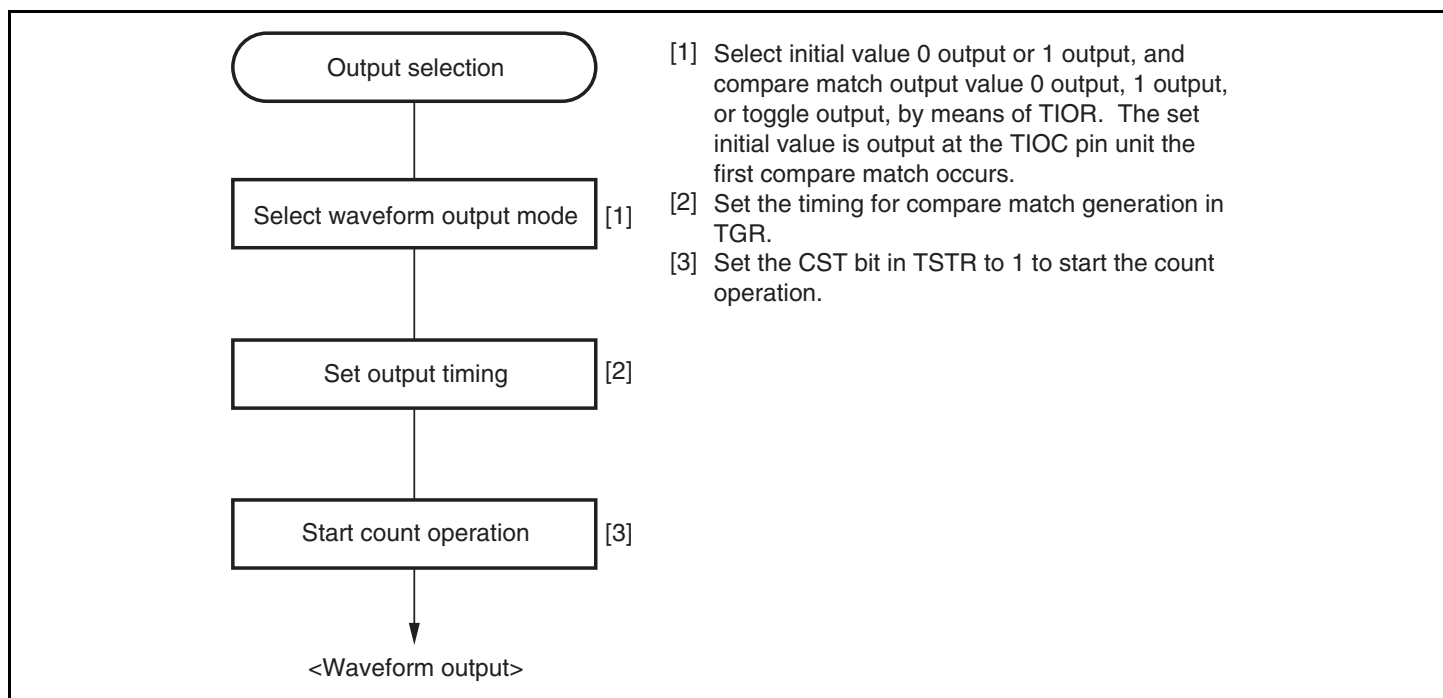 Output selection
Select waveform output mode
[1]
Set output timing
[2]
Start count operation
[3]
<Waveform output>
[1] Select initial value 0 output or 1 output, and
compare match output value 0 output, 1 output,
or toggle output, by means of TIOR. The set
initial value is output at the TIOC pin unit the
first compare match occurs.
[2] Set the timing for compare match generation in
TGR.
[3] Set the CST bit in TSTR to 1 to start the count
operation.